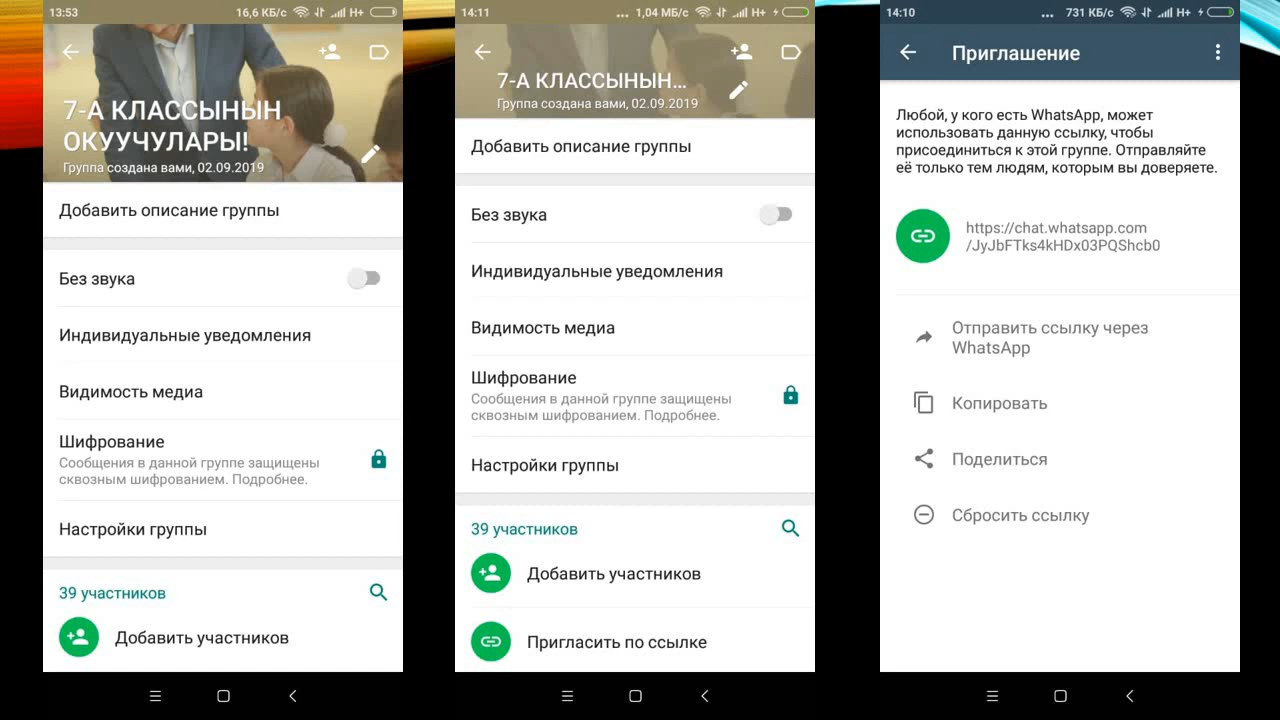 13:53
16,6 КБ/с
H+
7-А КЛАССЫНЫН
ОКУУЧУЛАРЫ!
Группа создана вами, 02.09.2019
Добавить описание группы
Без звука
Индивидуальные уведомления
Видимость медиа
Шифрование
Сообщения в данной группе защищены
сквозным шифрованием. Подробнее.
Настройки группы
39 участников
Добавить участников
14:11
... 1,04 МБ/с
H+
7-А КЛАССЫНЫН...
Группа создана вами, 02.09.2019
Добавить описание группы
Без звука
Индивидуальные уведомления
Видимость медиа
Шифрование
Сообщения в данной группе защищены
сквозным шифрованием. Подробнее.
Настройки группы
39 участников
Добавить участников
Пригласить по ссылке
14:10
... 731 КБ/с
H+
Приглашение
Любой, у кого есть WhatsApp, может
использовать данную ссылку, чтобы
присоединиться к этой группе. Отправляйте
её только тем людям, которым вы доверяете.
https://chat.whatsapp.com
/JyJbFTks4kHDx03PQShcb0
Отправить ссылку через
WhatsApp
Копировать
Поделиться
Сбросить ссылку